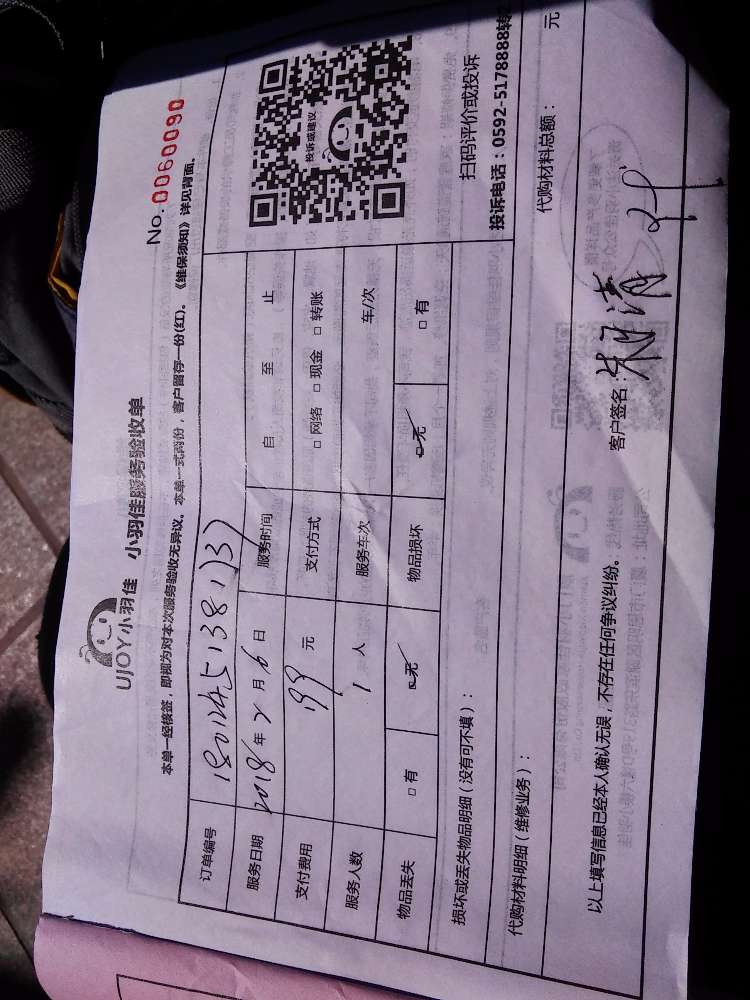 UJOY小羽佳 小羽佳服务验收单
No. 0060090
本单一经核签，即视为对本次服务验收无异议。本单一式两份，客户留存一份(红)。《维保须知》详见背面。
订单编号
服务日期 2018年2月6日 服务时间 自 至 止
支付费用 199 元 支付方式 □ 网络 □ 现金 □ 转账
服务人数 1 人 服务车次 车/次
物品丢失 □ 有 □ 无 物品损坏 □ 无 □ 有
投诉或建议
扫码评价或投诉
投诉电话：0592-5178888转2
损坏或丢失物品明细（没有可不填）：
代购材料明细（维修业务）： 代购材料总额： 元
以上填写信息已经本人确认无误，不存在任何争议纠纷。 客户签名：